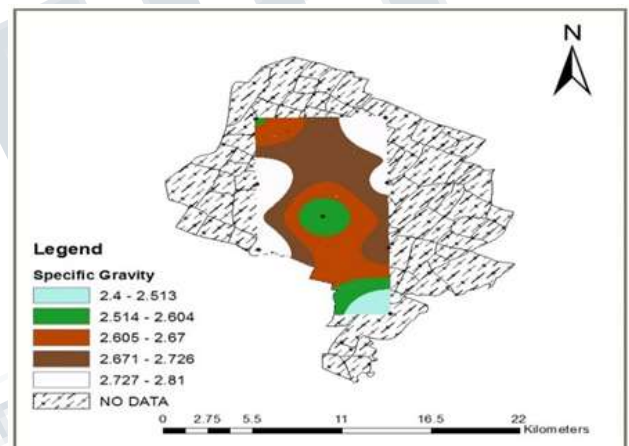 N
Legend
Specific Gravity
2.4 - 2.513
2.514 - 2.604
2.605 - 2.67
2.671 - 2.726
2.727 - 2.81
NO DATA
0 2.75 5.5 11 16.5 22
Kilometers